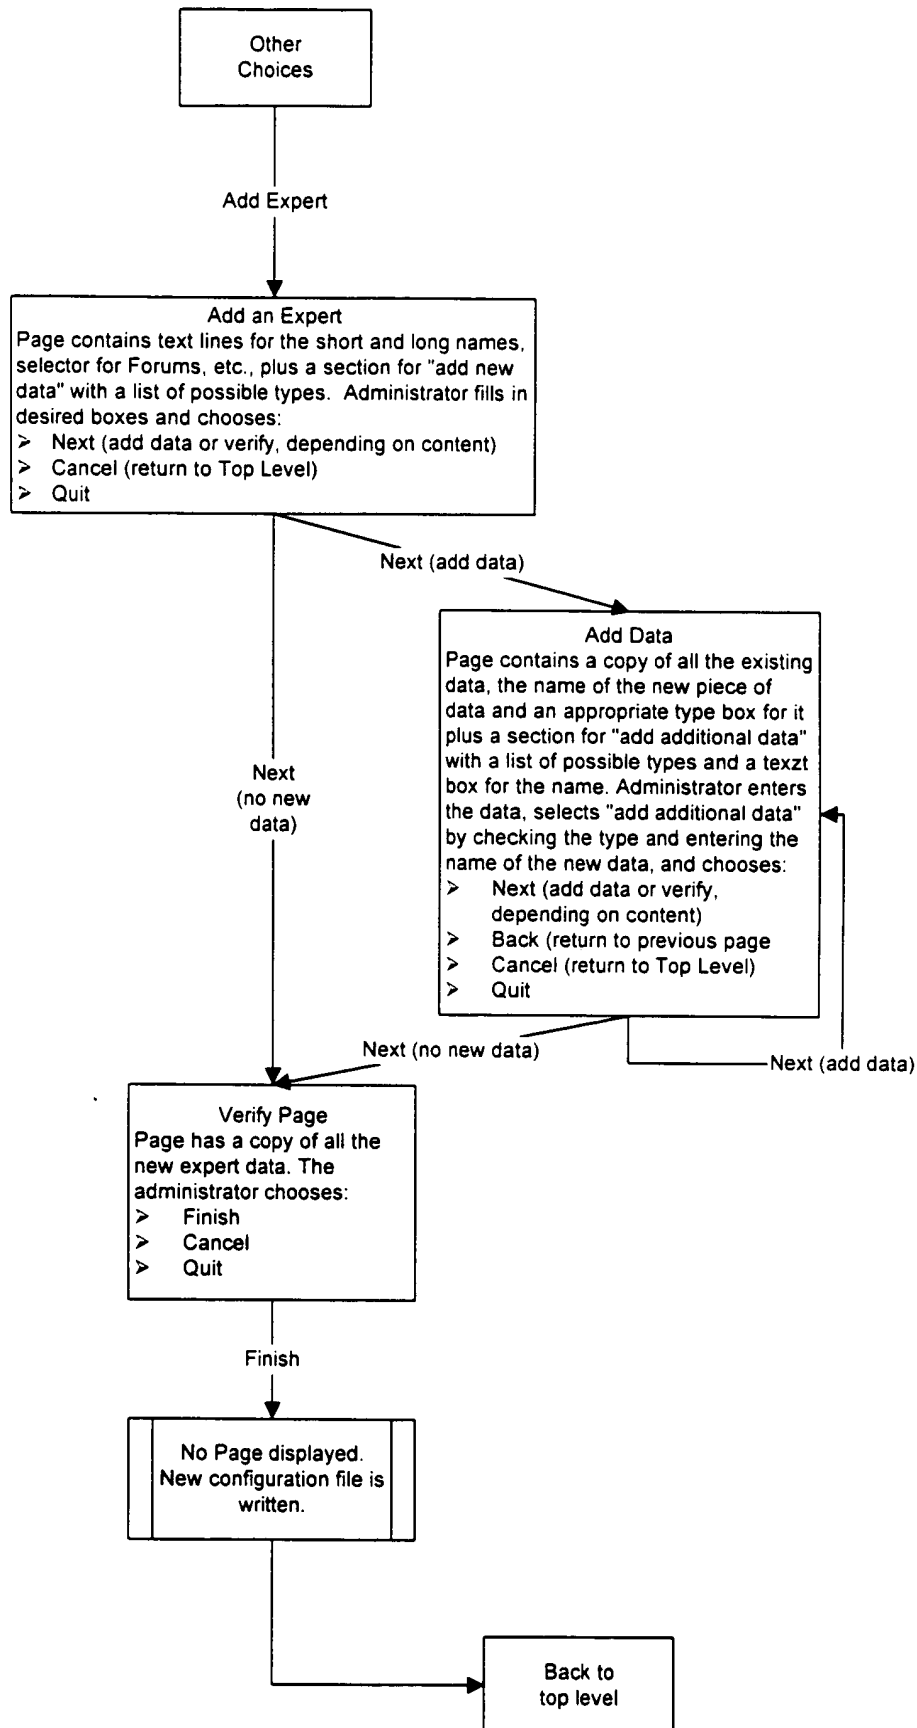 Other
Choices
Add Expert
Add an Expert
Page contains text lines for the short and long names,
selector for Forums, etc., plus a section for "add new
data" with a list of possible types.  Administrator fills in
desired boxes and chooses:
➢ Next (add data or verify, depending on content)
➢ Cancel (return to Top Level)
➢ Quit
Next (add data)
Add Data
Page contains a copy of all the existing
data, the name of the new piece of
data and an appropriate type box for it
plus a section for "add additional data"
with a list of possible types and a texzt
box for the name. Administrator enters
the data, selects "add additional data"
by checking the type and entering the
name of the new data, and chooses:
➢ Next (add data or verify,
depending on content)
➢ Back (return to previous page
➢ Cancel (return to Top Level)
➢ Quit
Next
(no new
data)
Next (no new data)
Next (add data)
Verify Page
Page has a copy of all the
new expert data. The
administrator chooses:
➢ Finish
➢ Cancel
➢ Quit
Finish
No Page displayed.
New configuration file is
written.
Back to
top level